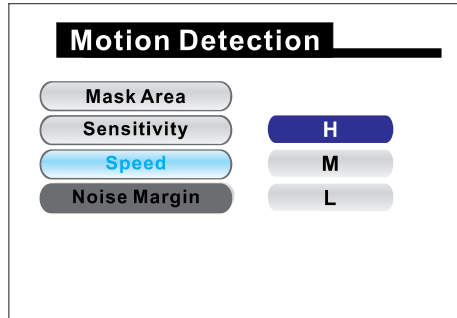 Motion Detection
Mask Area
Sensitivity
H
Speed
M
Noise Margin
L